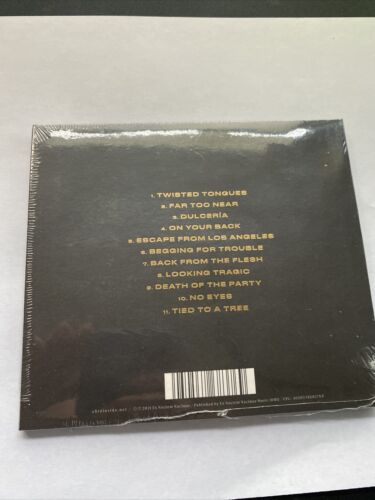 1. TWISTED TONGUES
2. FAR TOO NEAR
3. DULCERÍA
4. ON YOUR BACK
5. ESCAPE FROM LOS ANGELES
6. BEGGING FOR TROUBLE
7. BACK FROM THE FLESH
8. LOOKING TRAGIC
9. DEATH OF THE PARTY
10. NO EYES
11. TIED TO A TREE